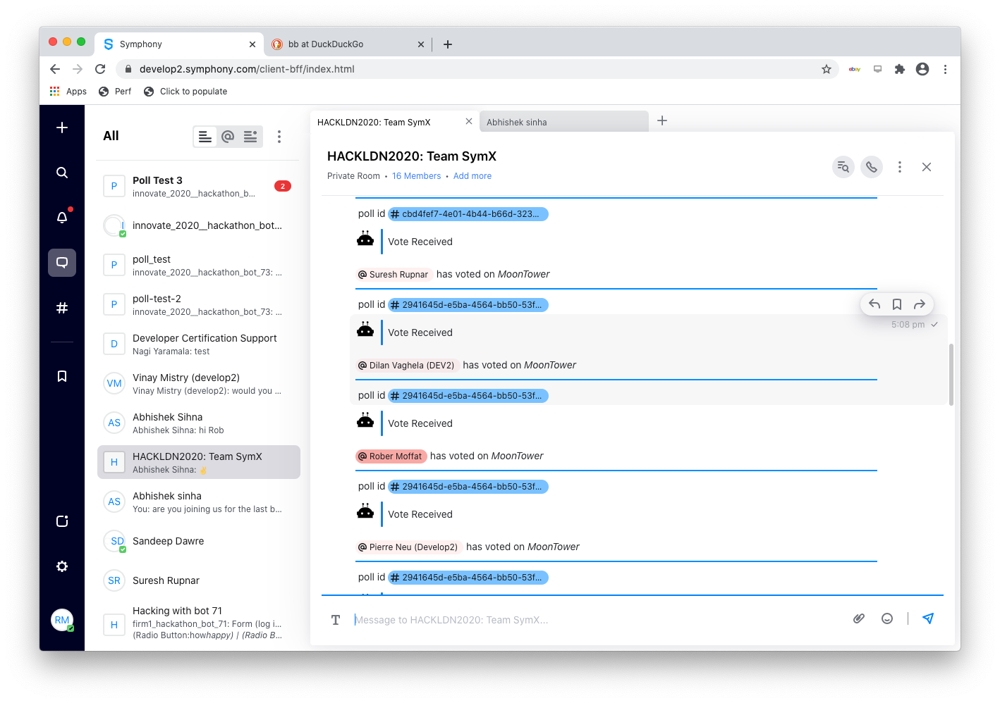 Symphony
bb at DuckDuckGo
develop2.symphony.com/client-bff/index.html
ebay
Apps
Perf
Click to populate
All
Poll Test 3
innovate_2020__hackathon_b...
2
P
innovate_2020__hackathon_bot...
P
poll_test
innovate_2020__hackathon_bot_73: ...
P
poll-test-2
innovate_2020__hackathon_bot_73: ...
D
Developer Certification Support
Nagi Yaramala: test
VM
Vinay Mistry (develop2)
Vinay Mistry (develop2): would you ...
AS
Abhishek Sihna
Abhishek Sihna: hi Rob
H
HACKLDN2020: Team SymX
Abhishek Sihna: ✌
AS
Abhishek sinha
You: are you joining us for the last b...
SD
Sandeep Dawre
SR
Suresh Rupnar
H
Hacking with bot 71
firm1_hackathon_bot_71: Form (log i...
(Radio Button:howhappy) | (Radio B...
RM
HACKLDN2020: Team SymX
Abhishek sinha
HACKLDN2020: Team SymX
Private Room • 16 Members • Add more
poll id # cbd4fef7-4e01-4b44-b66d-323...
Vote Received
@ Suresh Rupnar has voted on MoonTower
poll id # 2941645d-e5ba-4564-bb50-53f...
5:08 pm
Vote Received
@ Dilan Vaghela (DEV2) has voted on MoonTower
poll id # 2941645d-e5ba-4564-bb50-53f...
Vote Received
@ Rober Moffat has voted on MoonTower
poll id # 2941645d-e5ba-4564-bb50-53f...
Vote Received
@ Pierre Neu (Develop2) has voted on MoonTower
poll id # 2941645d-e5ba-4564-bb50-53f...
T
Message to HACKLDN2020: Team SymX...